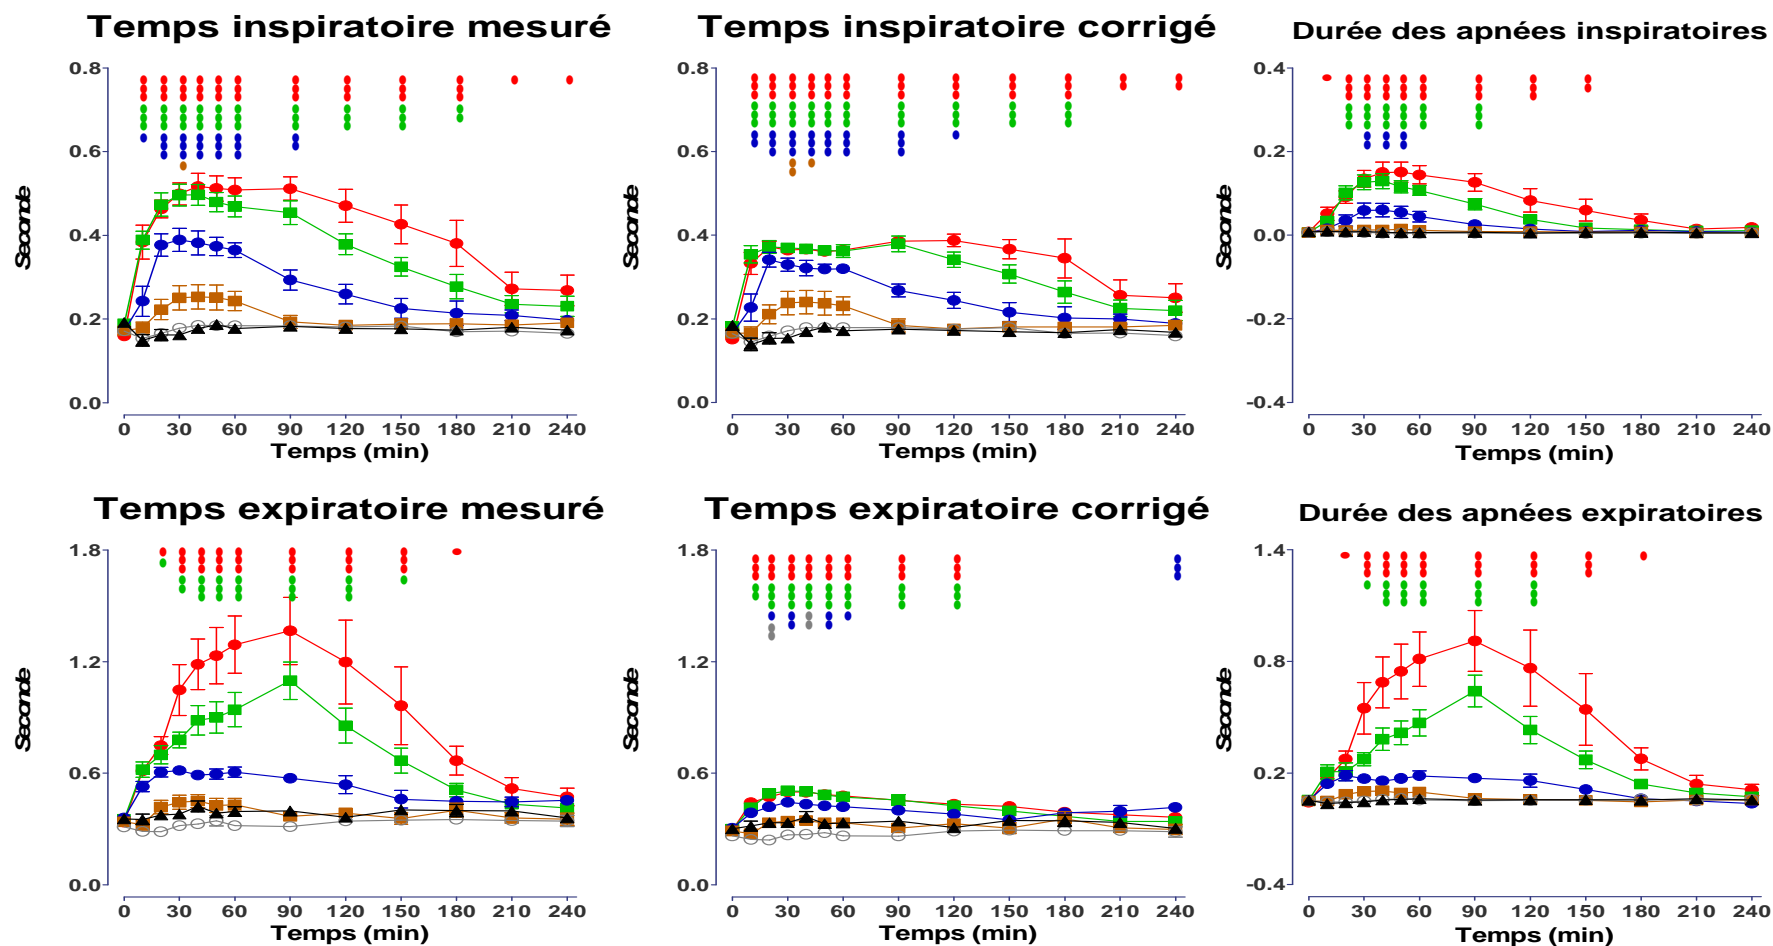 Temps inspiratoire mesuré
Temps inspiratoire corrigé
Durée des apnées inspiratoires
0.8
0.6
0.4
0.2
0.0
Seconde
0 30 60 90 120 150 180 210 240
Temps (min)
0.8
0.6
0.4
0.2
0.0
Seconde
0 30 60 90 120 150 180 210 240
Temps (min)
0.4
0.2
0.0
-0.2
-0.4
Seconde
0 30 60 90 120 150 180 210 240
Temps (min)
Temps expiratoire mesuré
Temps expiratoire corrigé
Durée des apnées expiratoires
1.8
1.2
0.6
0.0
Seconde
0 30 60 90 120 150 180 210 240
Temps (min)
1.8
1.2
0.6
0.0
Seconde
0 30 60 90 120 150 180 210 240
Temps (min)
1.4
0.8
0.2
-0.4
Seconde
0 30 60 90 120 150 180 210 240
Temps (min)